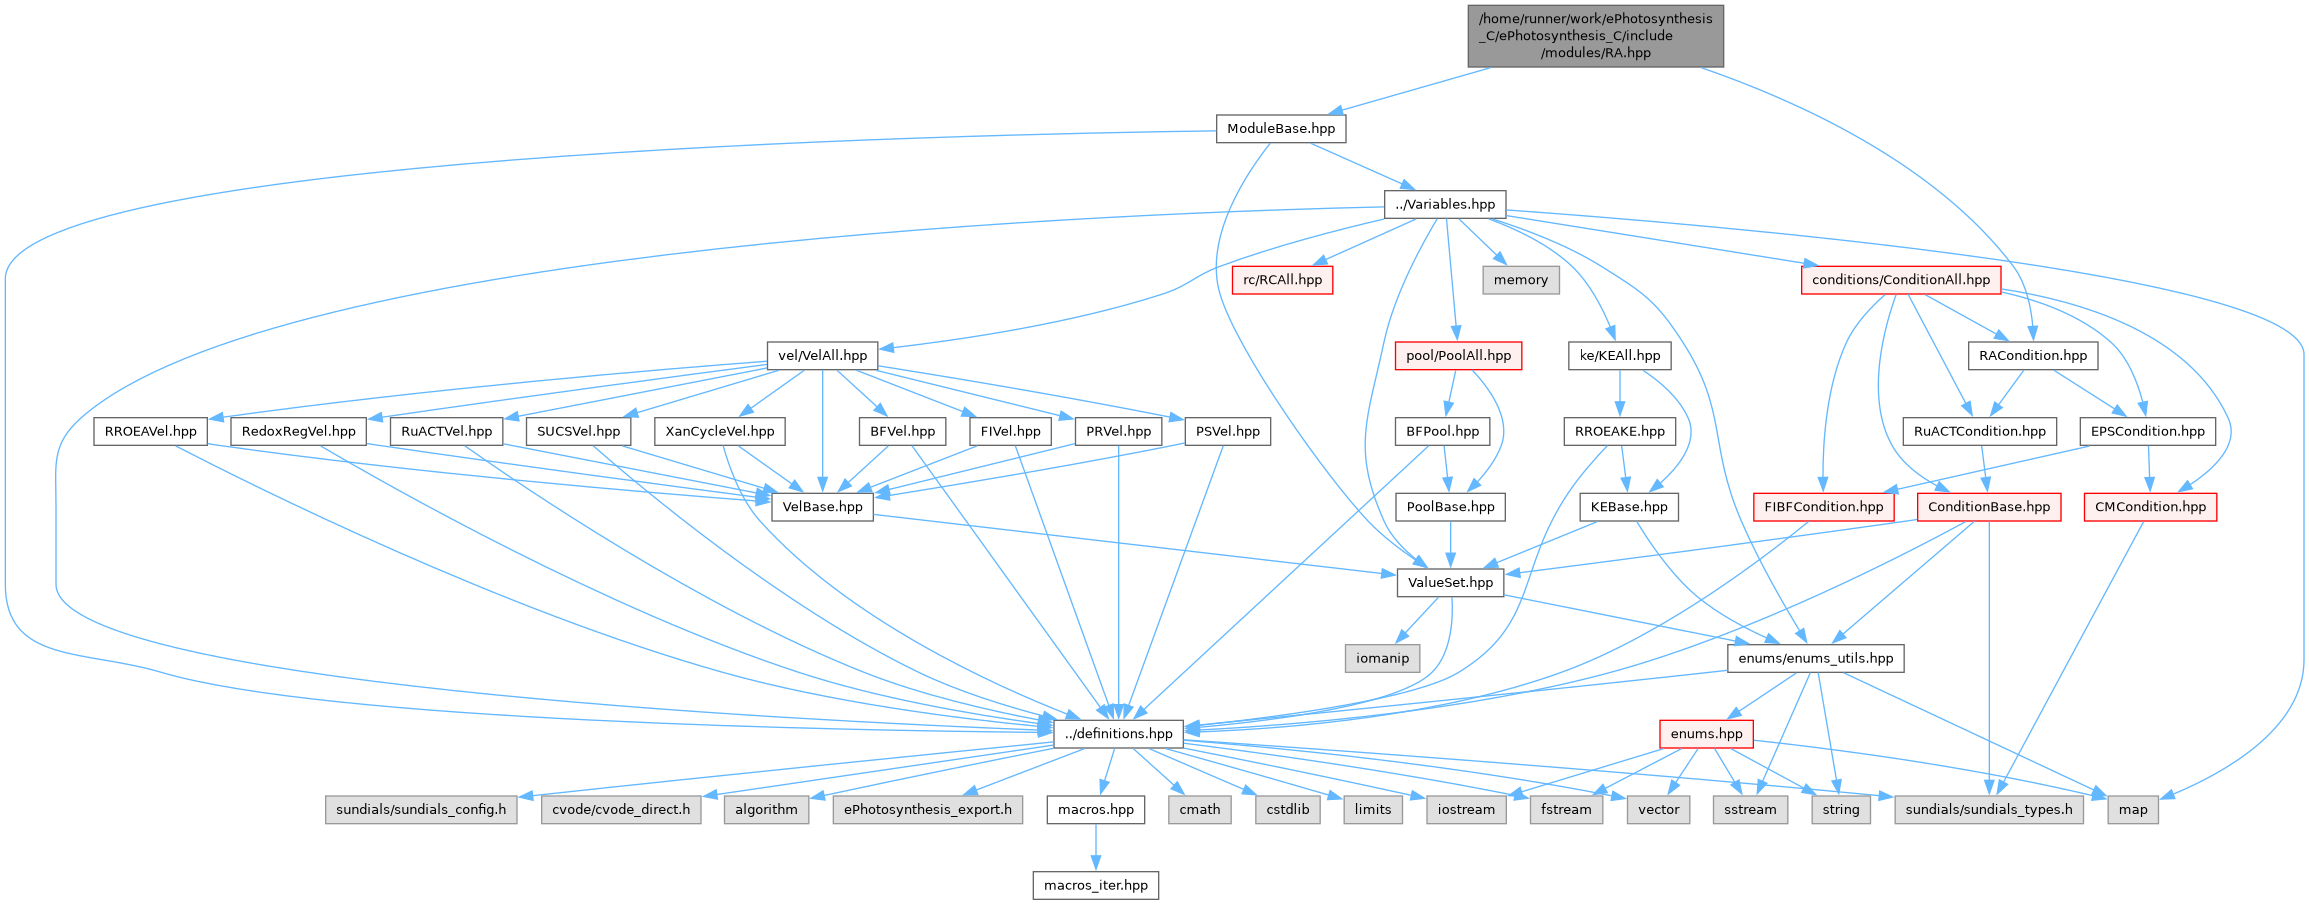 /home/runner/work/ePhotosynthesis
_C/ePhotosynthesis_C/include
/modules/RA.hpp
ModuleBase.hpp
../Variables.hpp
rc/RCAll.hpp
memory
conditions/ConditionAll.hpp
vel/VelAll.hpp
pool/PoolAll.hpp
ke/KEAll.hpp
RACondition.hpp
RROEAVel.hpp
RedoxRegVel.hpp
RuACTVel.hpp
SUCSVel.hpp
XanCycleVel.hpp
BFVel.hpp
FIVel.hpp
PRVel.hpp
PSVel.hpp
BFPool.hpp
RROEAKE.hpp
RuACTCondition.hpp
EPSCondition.hpp
VelBase.hpp
PoolBase.hpp
KEBase.hpp
FIBFCondition.hpp
ConditionBase.hpp
CMCondition.hpp
ValueSet.hpp
iomanip
enums/enums_utils.hpp
../definitions.hpp
enums.hpp
sundials/sundials_config.h
cvode/cvode_direct.h
algorithm
ePhotosynthesis_export.h
macros.hpp
cmath
cstdlib
limits
iostream
fstream
vector
sstream
string
sundials/sundials_types.h
map
macros_iter.hpp